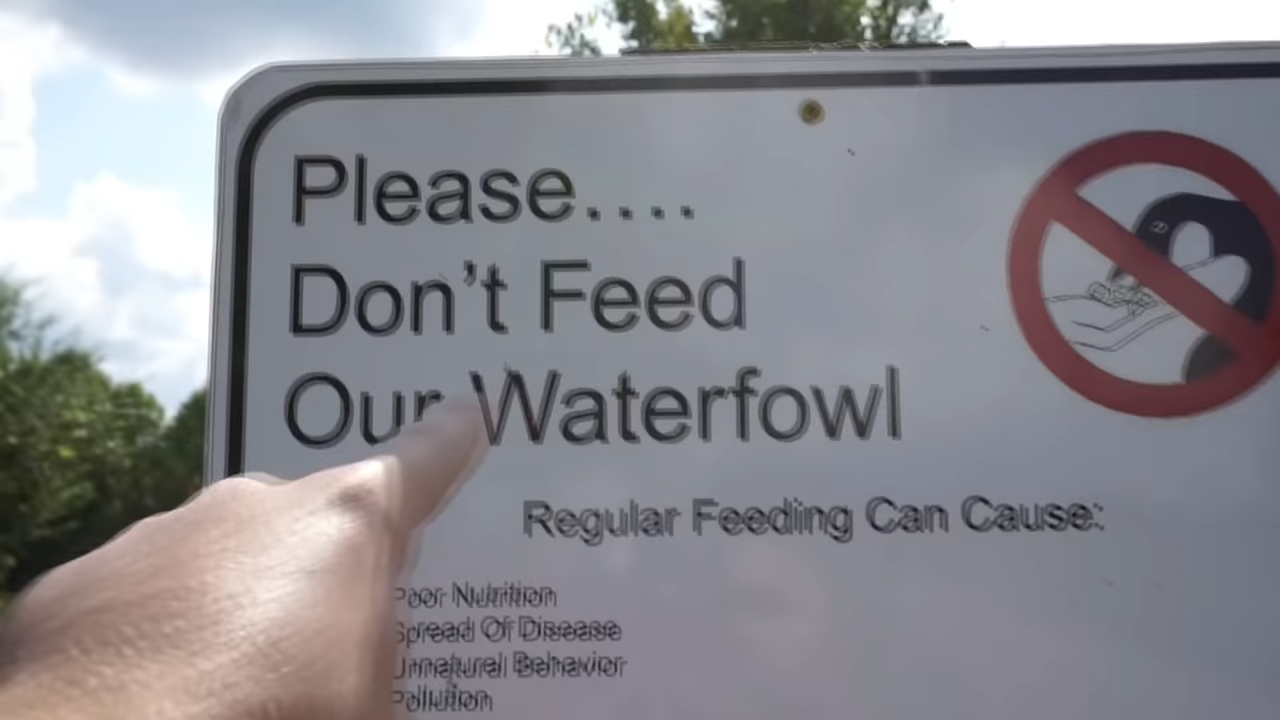 Please....
Don't Feed
Our Waterfowl
Regular Feeding Can Cause:
Poor Nutrition
Spread Of Disease
Unnatural Behavior
Pollution